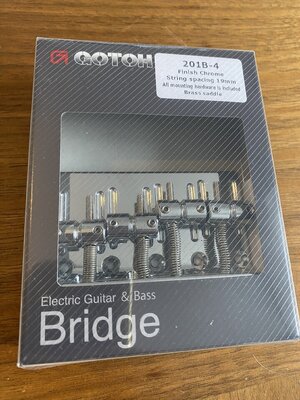 GOTOH
201B-4
Finish Chrome
String spacing 19mm
All mounting hardware is included
Brass saddle
Electric Guitar & Bass
Bridge